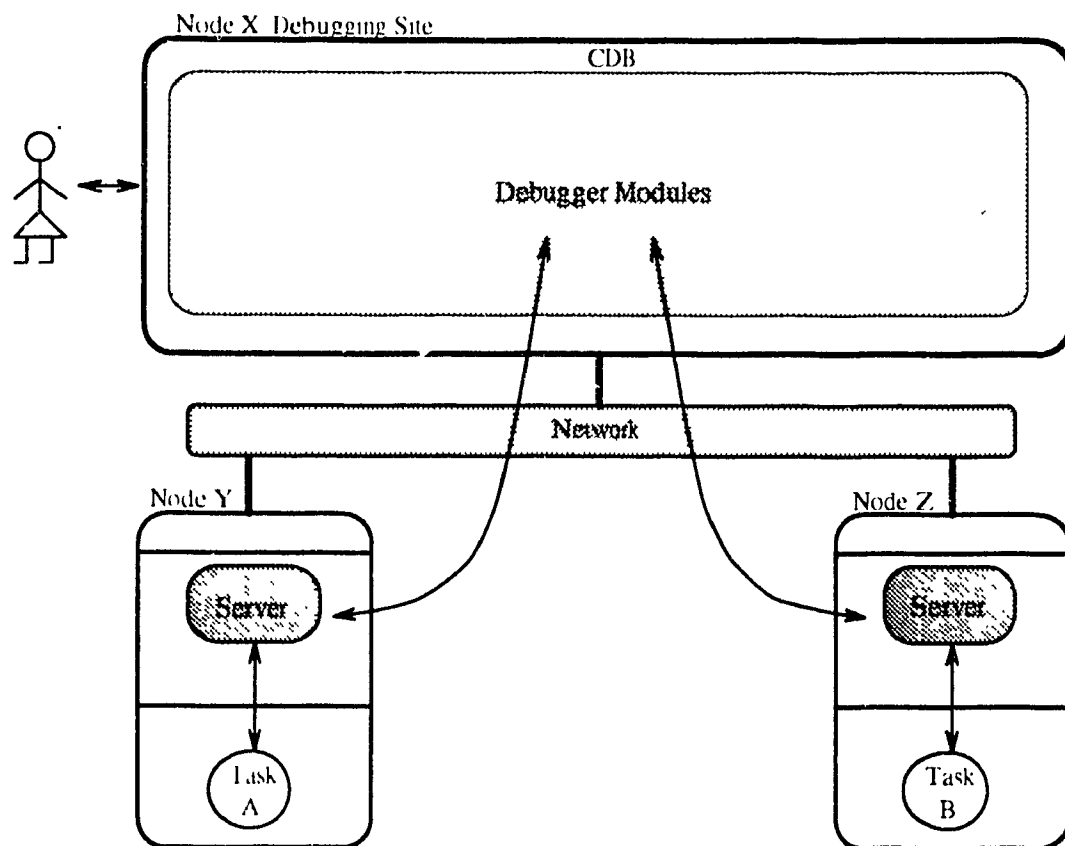 Node X Debugging Site
CDB
Debugger Modules
Network
Node Y
Node Z
Server
Server
Task
A
Task
B